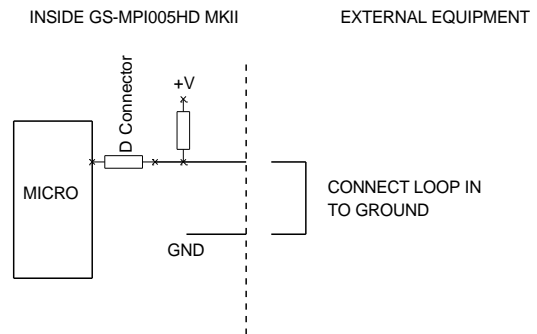 INSIDE GS-MPI005HD MKII
EXTERNAL EQUIPMENT
D Connector
+V
MICRO
CONNECT LOOP IN
TO GROUND
GND